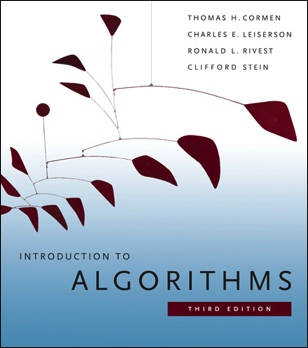 THOMAS H. CORMEN
CHARLES E. LEISERSON
RONALD L. RIVEST
CLIFFORD STEIN
INTRODUCTION TO
ALGORITHMS
THIRD EDITION